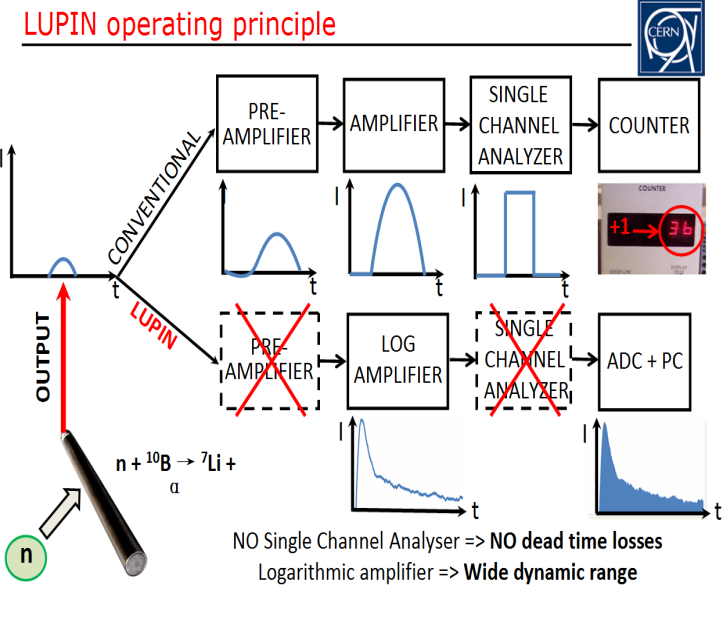 LUPIN operating principle
CERN
PRE-
AMPLIFIER
AMPLIFIER
SINGLE
CHANNEL
ANALYZER
COUNTER
CONVENTIONAL
I
t
t
I
t
I
t
COUNTER
+1
36
LUPIN
PRE-
AMPLIFIER
LOG
AMPLIFIER
SINGLE
CHANNEL
ANALYZER
ADC + PC
OUTPUT
I
t
I
t
n + ¹⁰B → ⁷Li +
α
n
NO Single Channel Analyser => NO dead time losses
Logarithmic amplifier => Wide dynamic range